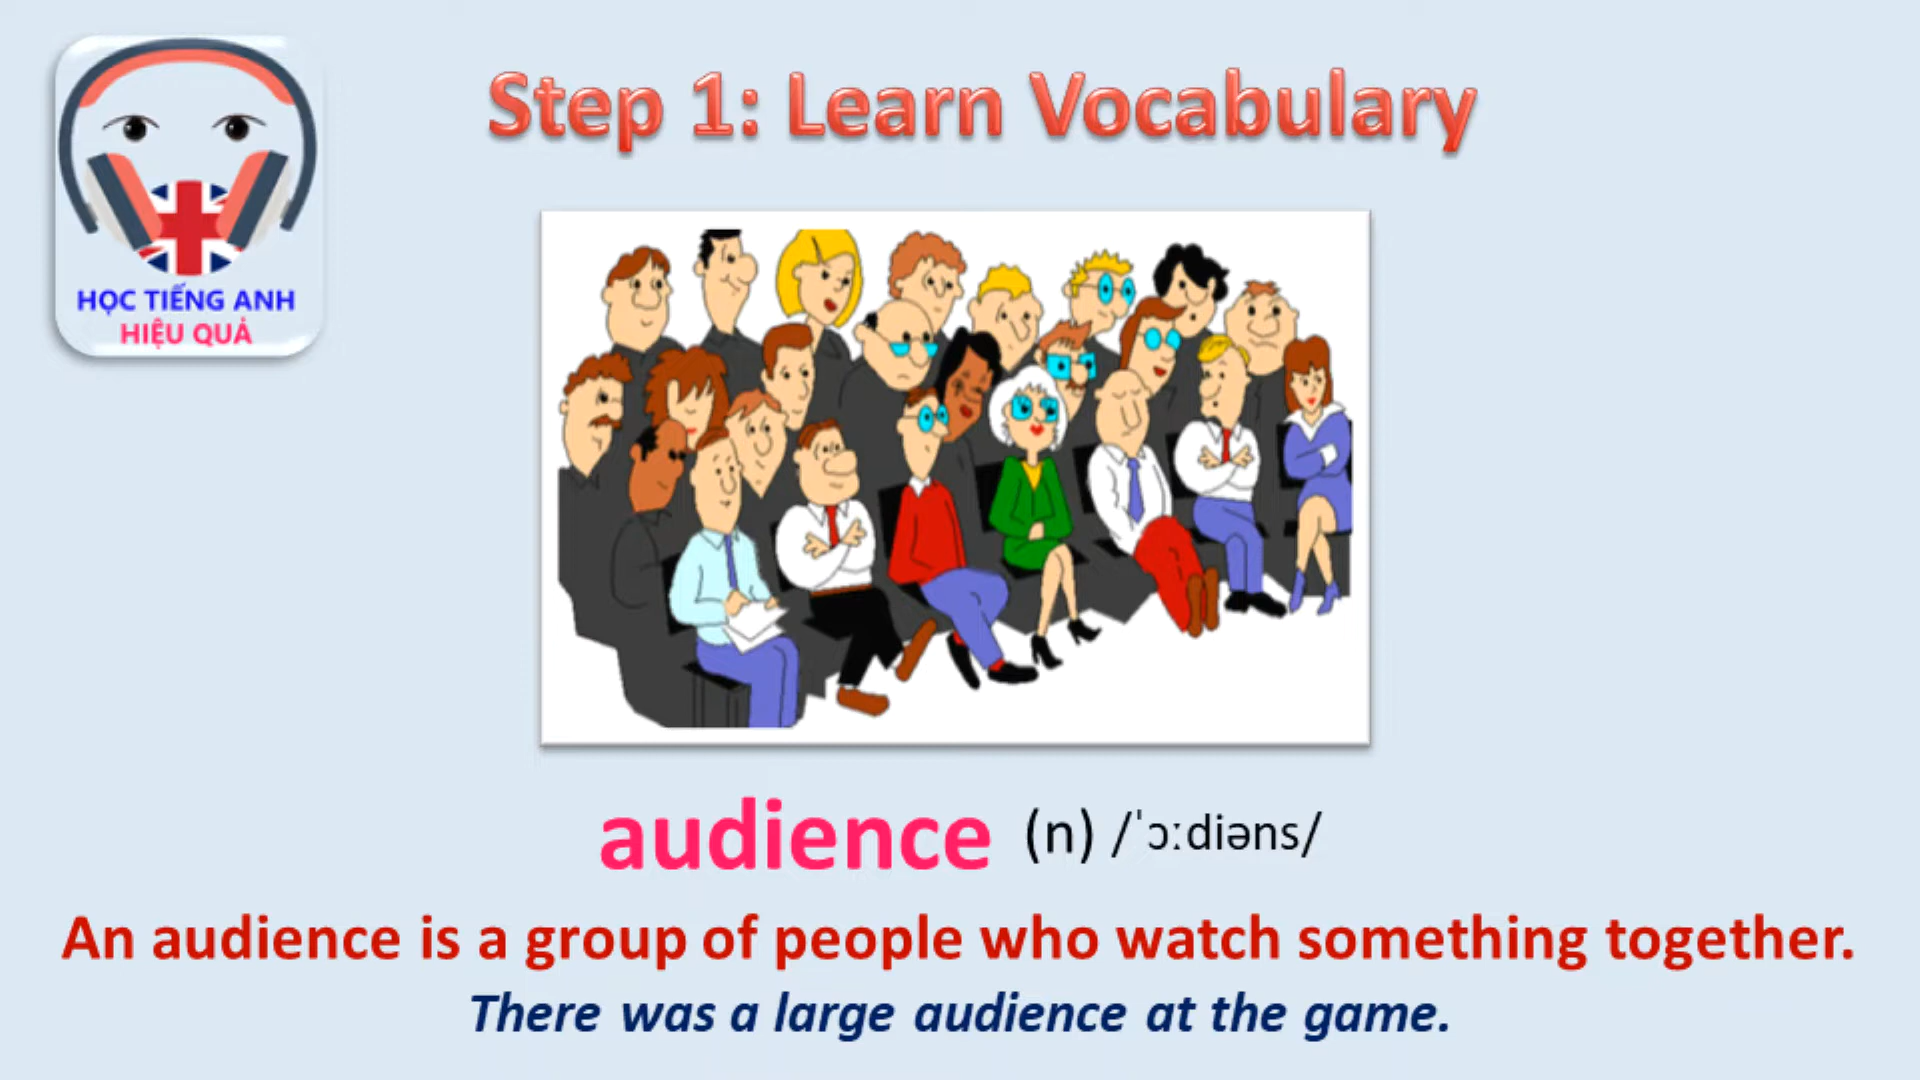 Step 1: Learn Vocabulary
HỌC TIẾNG ANH
HIỆU QUẢ
audience (n) /ˈɔːdiəns/
An audience is a group of people who watch something together.
There was a large audience at the game.